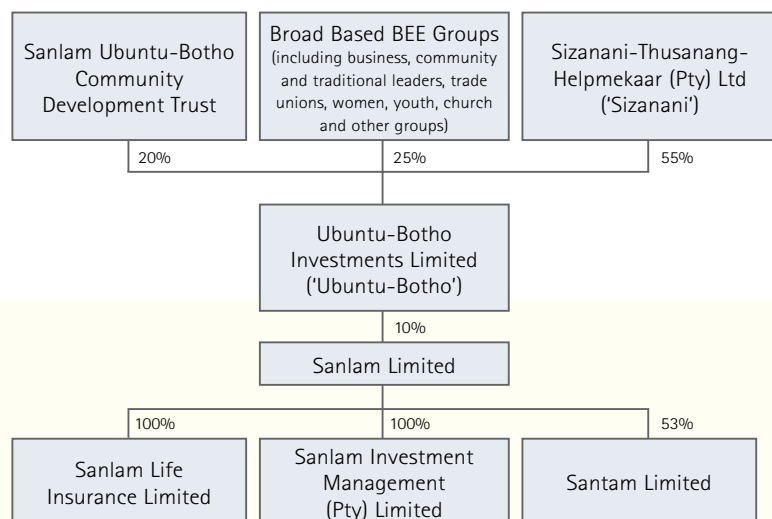 Sanlam Ubuntu-Botho
Community
Development Trust
Broad Based BEE Groups
(including business, community
and traditional leaders, trade
unions, women, youth, church
and other groups)
Sizanani-Thusanang-
Helpmekaar (Pty) Ltd
('Sizanani')
20%
25%
55%
Ubuntu-Botho
Investments Limited
('Ubuntu-Botho')
10%
Sanlam Limited
100%
100%
53%
Sanlam Life
Insurance Limited
Sanlam Investment
Management
(Pty) Limited
Santam Limited